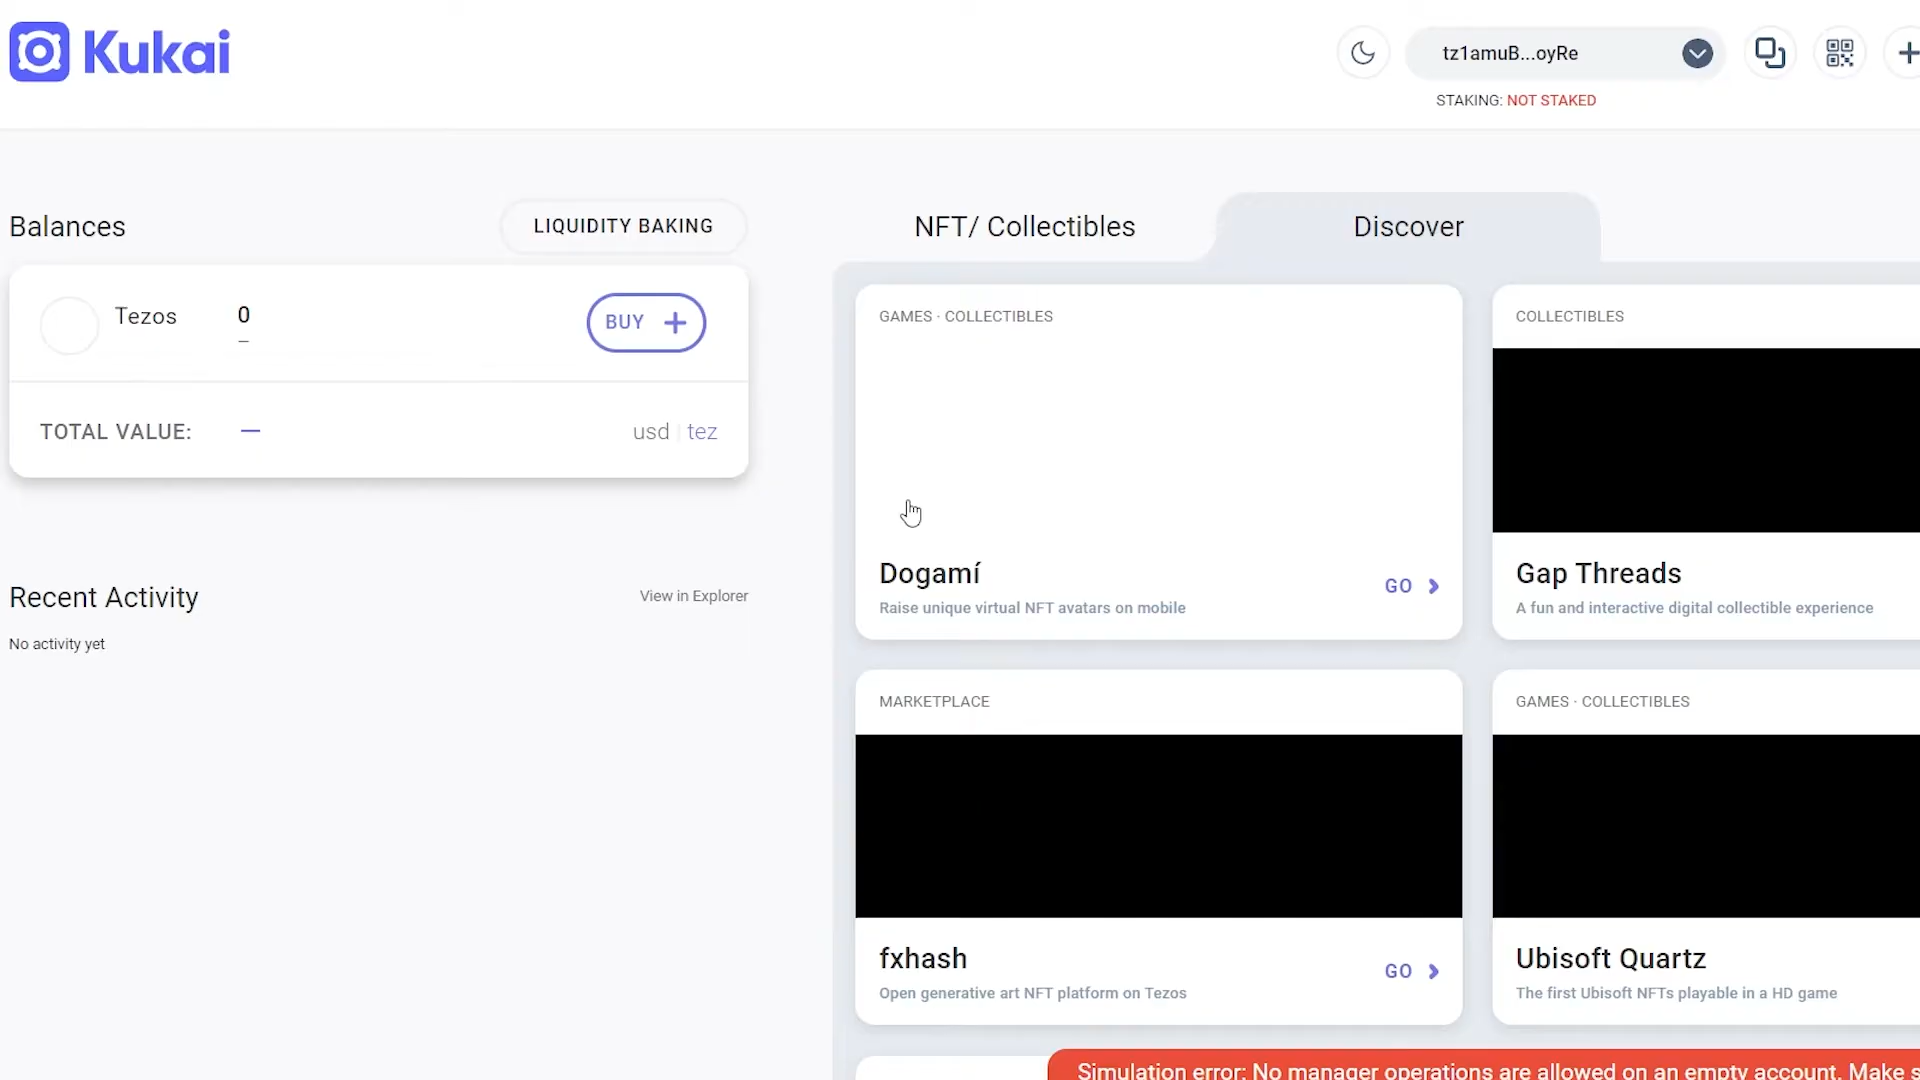 Kukai
tz1amuB...oyRe
STAKING: NOT STAKED
Balances
LIQUIDITY BAKING
Tezos
0
–
BUY +
TOTAL VALUE:
—
usd | tez
Recent Activity
View in Explorer
No activity yet
NFT/ Collectibles
Discover
GAMES · COLLECTIBLES
Dogamí
Raise unique virtual NFT avatars on mobile
GO
COLLECTIBLES
Gap Threads
A fun and interactive digital collectible experience
MARKETPLACE
fxhash
Open generative art NFT platform on Tezos
GO
GAMES · COLLECTIBLES
Ubisoft Quartz
The first Ubisoft NFTs playable in a HD game
Simulation error: No manager operations are allowed on an empty account. Make s